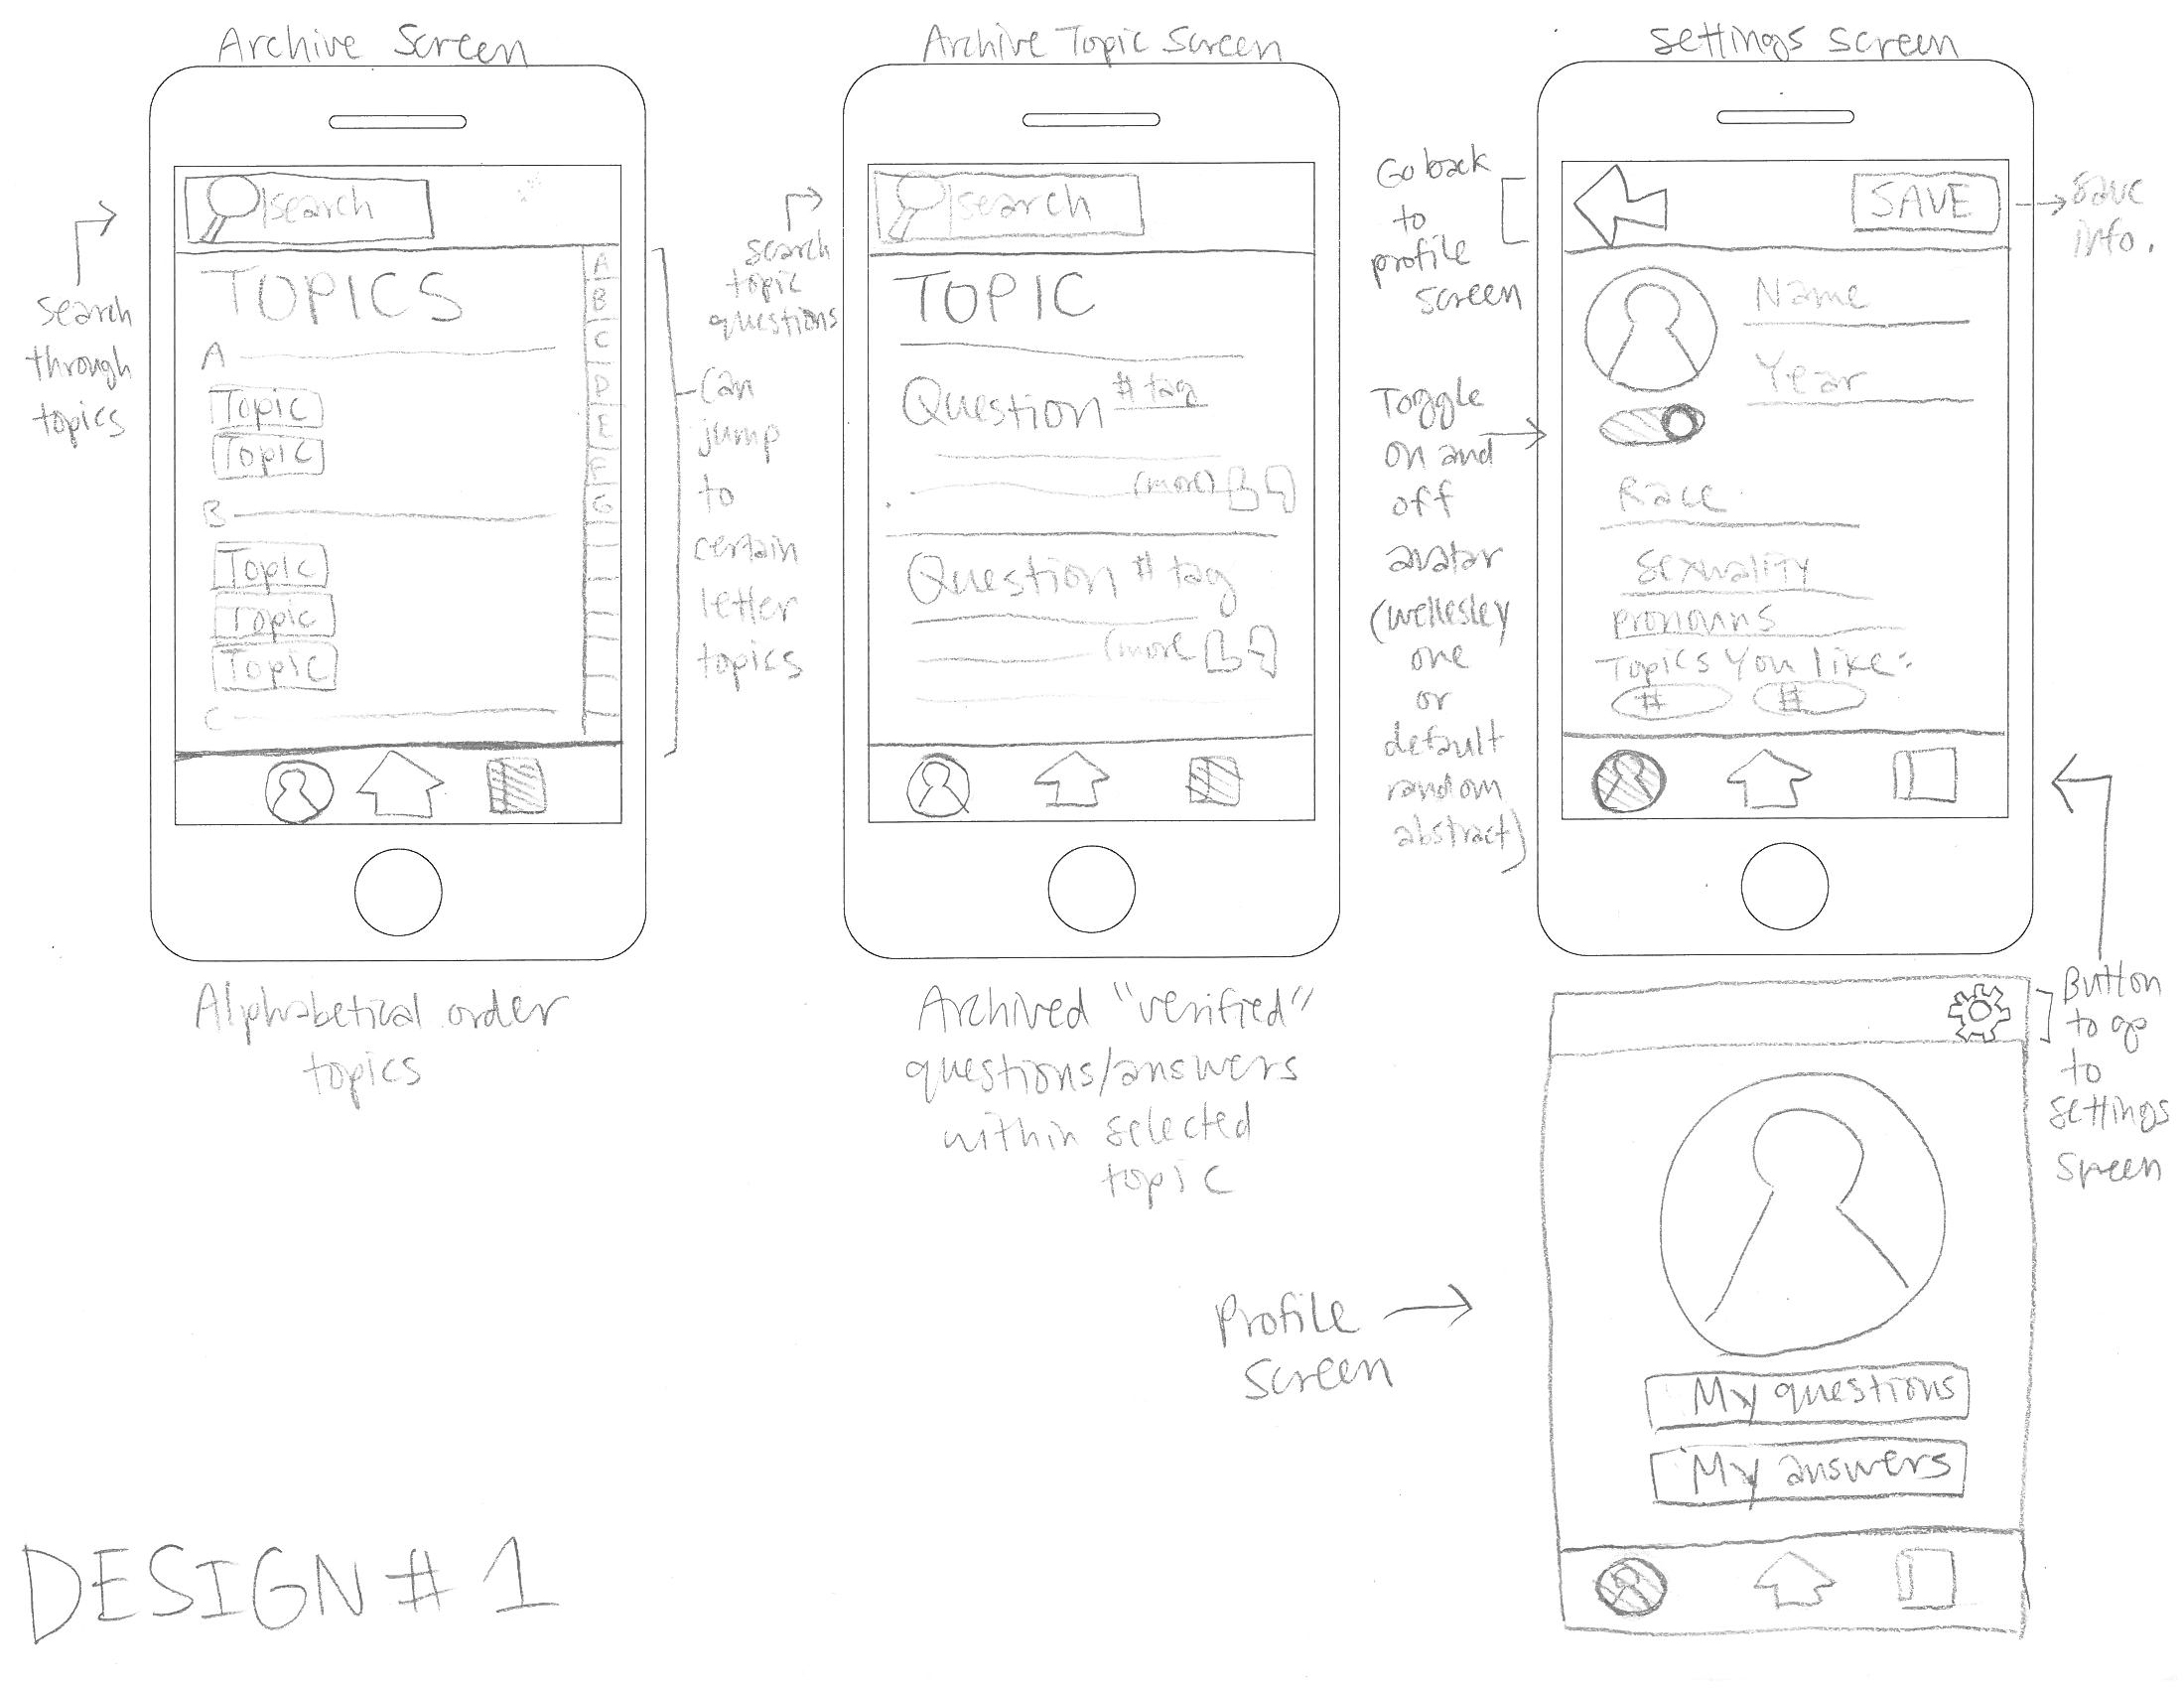 Archive Screen
search
TOPICS
A
Topic
Topic
B
Topic
Topic
Topic
C
A
B
C
D
E
F
G
search
through
topics
Can
jump
to
certain
letter
topics
Alphabetical order
topics
Archive Topic Screen
search
TOPIC
Question # tag
(more)
Question # tag
(more
search
topic
questions
Archived "verified"
questions/answers
within selected
topic
Settings Screen
SAVE
Name
Year
Race
Sexuality
pronouns
Topics You like:
# #
Go back
to
profile
screen
save
info.
Toggle
on and
off
avatar
(wellesley
one
or
default
random
abstract)
Button
to go
to
settings
screen
Profile
screen
My questions
My answers
DESIGN # 1